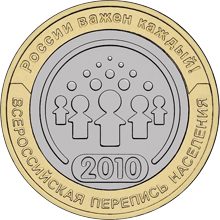 России важен каждый!
2010
ВСЕРОССИЙСКАЯ ПЕРЕПИСЬ НАСЕЛЕНИЯ